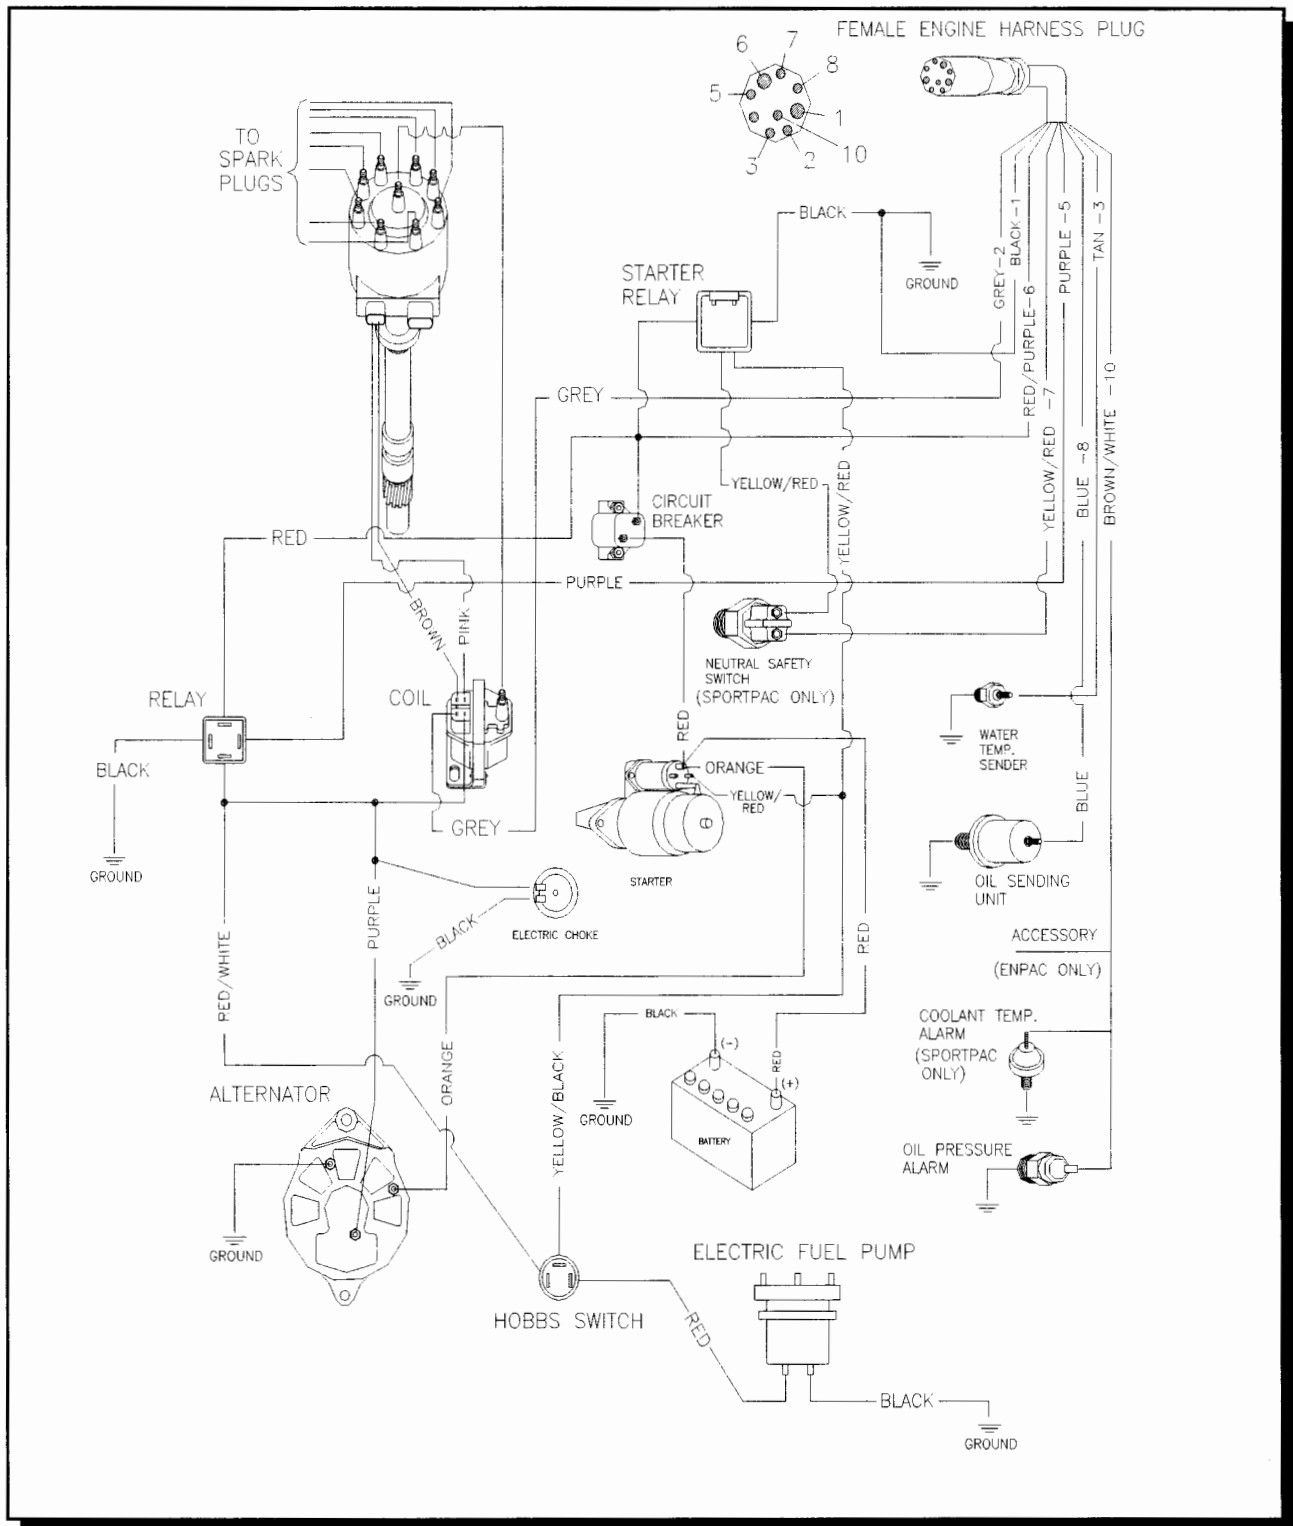 FEMALE ENGINE HARNESS PLUG
6
7
8
5
1
10
2
3
TO
SPARK
PLUGS
BLACK
GROUND
STARTER
RELAY
GREY-2
BLACK-1
RED/PURPLE-6
YELLOW/RED -7
PURPLE -5
BLUE -8
TAN -3
BROWN/WHITE -10
GREY
YELLOW/RED
YELLOW/RED
CIRCUIT
BREAKER
RED
PURPLE
BROWN
PINK
NEUTRAL SAFETY
SWITCH
(SPORTPAC ONLY)
RELAY
COIL
RED
WATER
TEMP.
SENDER
BLACK
GROUND
ORANGE
YELLOW/
RED
BLUE
GREY
STARTER
OIL SENDING
UNIT
PURPLE
BLACK
ELECTRIC CHOKE
GROUND
RED/WHITE
RED
ACCESSORY
(ENPAC ONLY)
BLACK
COOLANT TEMP.
ALARM
(SPORTPAC
ONLY)
ORANGE
YELLOW/BLACK
(-)
RED
(+)
GROUND
BATTERY
ALTERNATOR
OIL PRESSURE
ALARM
GROUND
ELECTRIC FUEL PUMP
HOBBS SWITCH
RED
BLACK
GROUND